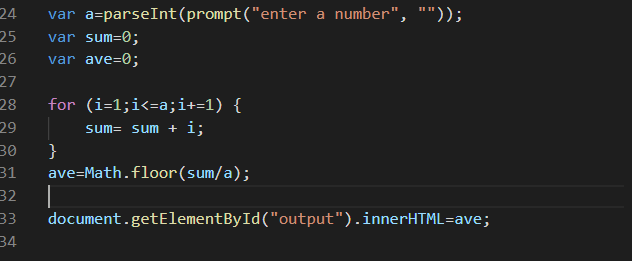 24 var a=parseInt(prompt("enter a number", ""));
25 var sum=0;
26 var ave=0;
27
28 for (i=1;i<=a;i+=1) {
29     sum= sum + i;
30 }
31 ave=Math.floor(sum/a);
32
33 document.getElementById("output").innerHTML=ave;
34